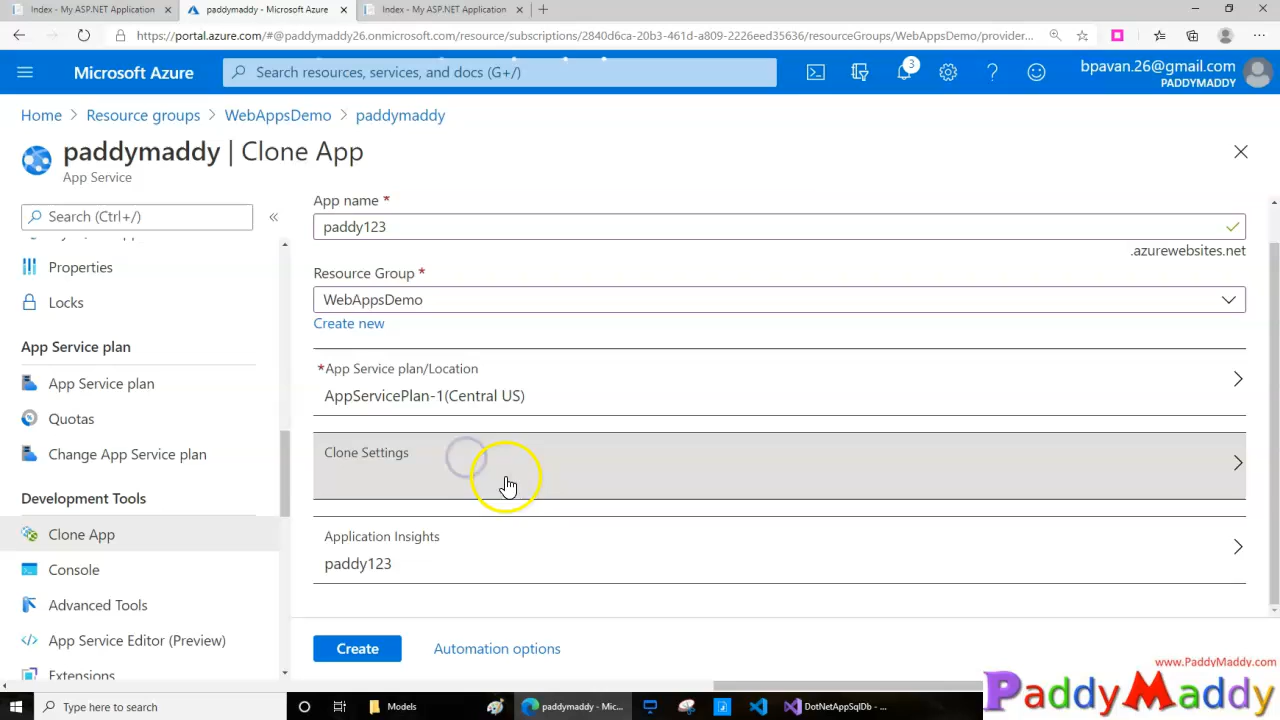 Index - My ASP.NET Application
paddymaddy - Microsoft Azure
Index - My ASP.NET Application
https://portal.azure.com/#@paddymaddy26.onmicrosoft.com/resource/subscriptions/2840d6ca-20b3-461d-a809-2226eed35636/resourceGroups/WebAppsDemo/provider...
Microsoft Azure
Search resources, services, and docs (G+/)
3
bpavan.26@gmail.com
PADDYMADDY
Home > Resource groups > WebAppsDemo > paddymaddy
paddymaddy | Clone App
App Service
Search (Ctrl+/)
Properties
Locks
App Service plan
App Service plan
Quotas
Change App Service plan
Development Tools
Clone App
Console
Advanced Tools
App Service Editor (Preview)
Extensions
App name *
paddy123
.azurewebsites.net
Resource Group *
WebAppsDemo
Create new
*App Service plan/Location
AppServicePlan-1(Central US)
Clone Settings
Application Insights
paddy123
Create
Automation options
www.PaddyMaddy.com
PaddyMaddy
Type here to search
Models
paddymaddy - Mic...
DotNetAppSqlDb - ...